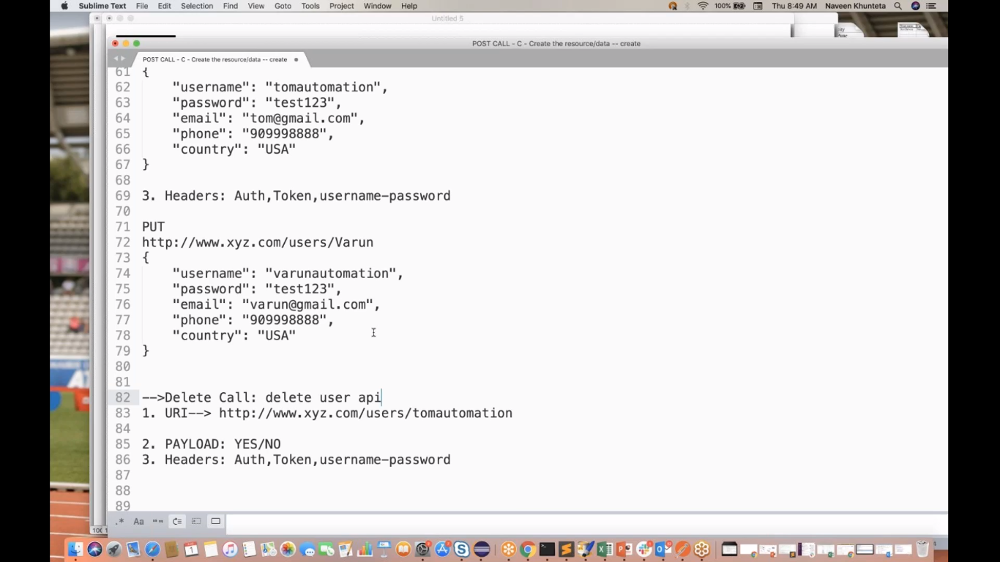 Sublime Text File Edit Selection Find View Goto Tools Project Window Help 100% Thu 8:49 AM Naveen Khunteta
Untitled 5
POST CALL - C - Create the resource/data -- create
POST CALL - C - Create the resource/data -- create
61 {
62 "username": "tomautomation",
63 "password": "test123",
64 "email": "tom@gmail.com",
65 "phone": "909998888",
66 "country": "USA"
67 }
68
69 3. Headers: Auth,Token,username-password
70
71 PUT
72 http://www.xyz.com/users/Varun
73 {
74 "username": "varunautomation",
75 "password": "test123",
76 "email": "varun@gmail.com",
77 "phone": "909998888",
78 "country": "USA"
79 }
80
81
82 -->Delete Call: delete user api
83 1. URI--> http://www.xyz.com/users/tomautomation
84
85 2. PAYLOAD: YES/NO
86 3. Headers: Auth,Token,username-password
87
88
89
.* Aa “”